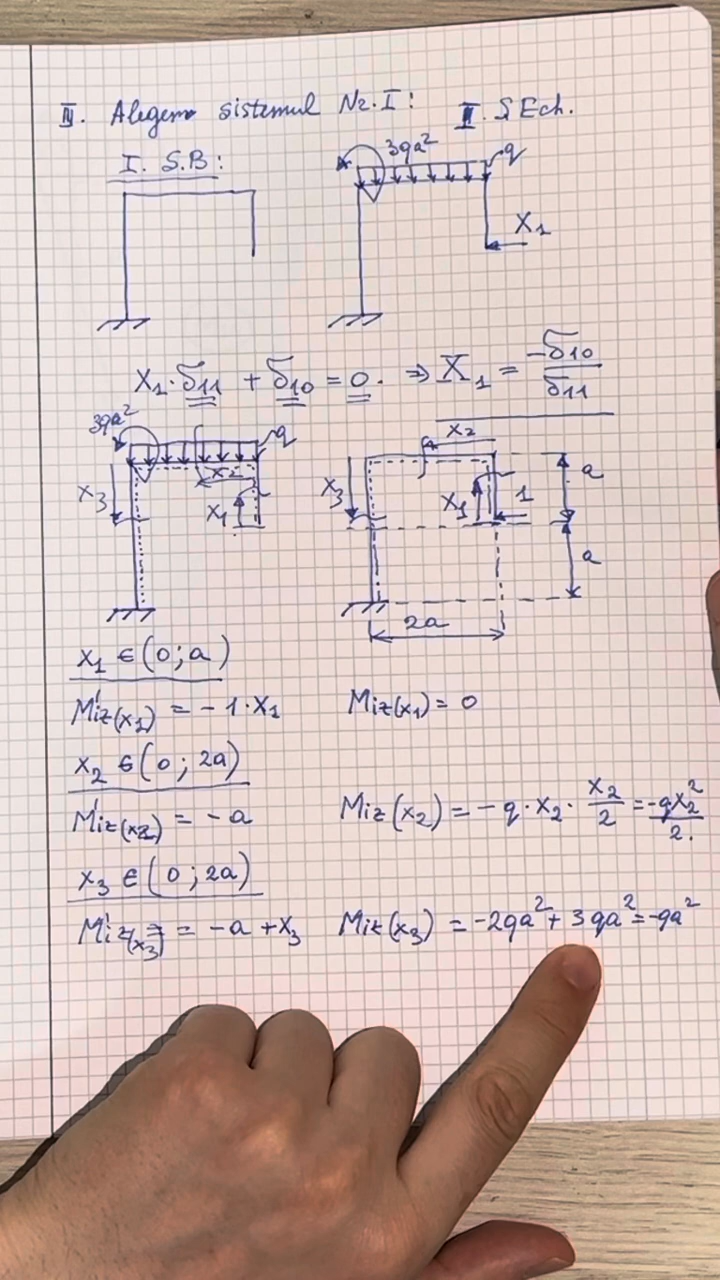 II. Alegem sistemul Nr.I: II. SEch.
I. S.B:
3qa² q
X₁
X₁·δ₁₁ + δ₁₀ = 0. ⇒ X₁ = -δ₁₀/δ₁₁
3qa² q x₂
x₃ x₂ x₃ x₁ 1 a
x₁
a
2a
x₁ ∈ (0; a)
M'iz(x₁) = - 1·x₁ Miz(x₁) = 0
x₂ ∈ (0; 2a)
M'iz(x₂) = - a Miz(x₂) = - q·x₂·x₂/2 = -qx₂²/2.
x₃ ∈ (0; 2a)
M'iz(x₃) = - a + x₃ Miz(x₃) = -2qa² + 3qa² = -qa²